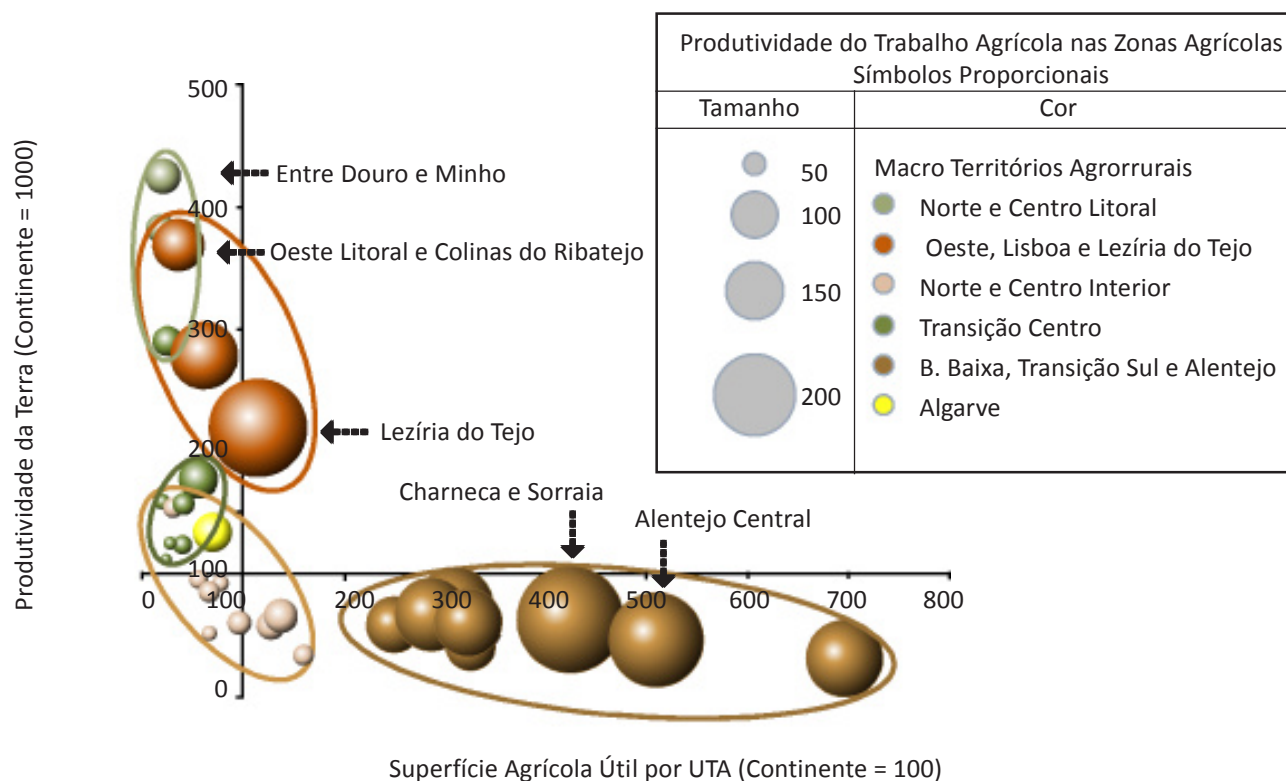 Produtividade do Trabalho Agrícola nas Zonas Agrícolas
Símbolos Proporcionais
Tamanho
Cor
50
100
150
200
Macro Territórios Agrorrurais
Norte e Centro Litoral
Oeste, Lisboa e Lezíria do Tejo
Norte e Centro Interior
Transição Centro
B. Baixa, Transição Sul e Alentejo
Algarve
Produtividade da Terra (Continente = 1000)
500
400
300
200
100
0
Entre Douro e Minho
Oeste Litoral e Colinas do Ribatejo
Lezíria do Tejo
Charneca e Sorraia
Alentejo Central
0
100
200
300
400
500
600
700
800
Superfície Agrícola Útil por UTA (Continente = 100)